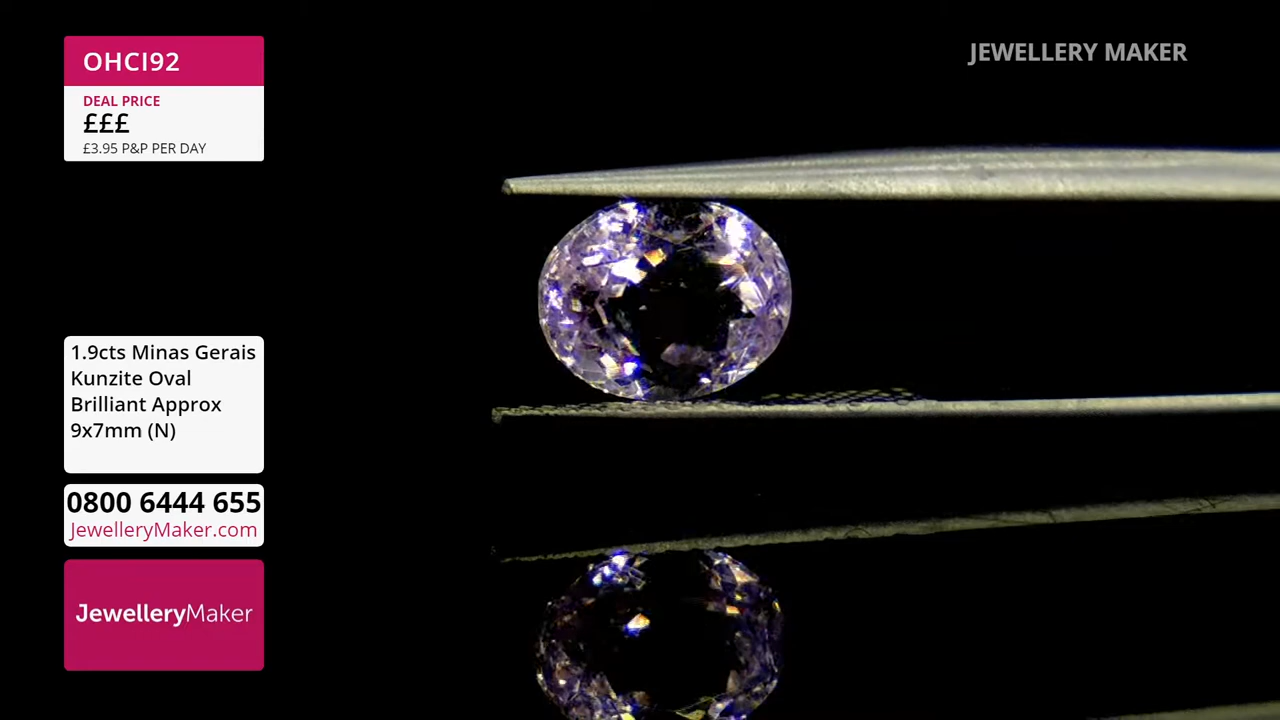 OHCI92
DEAL PRICE
£££
£3.95 P&P PER DAY
JEWELLERY MAKER
1.9cts Minas Gerais
Kunzite Oval
Brilliant Approx
9x7mm (N)
0800 6444 655
JewelleryMaker.com
JewelleryMaker